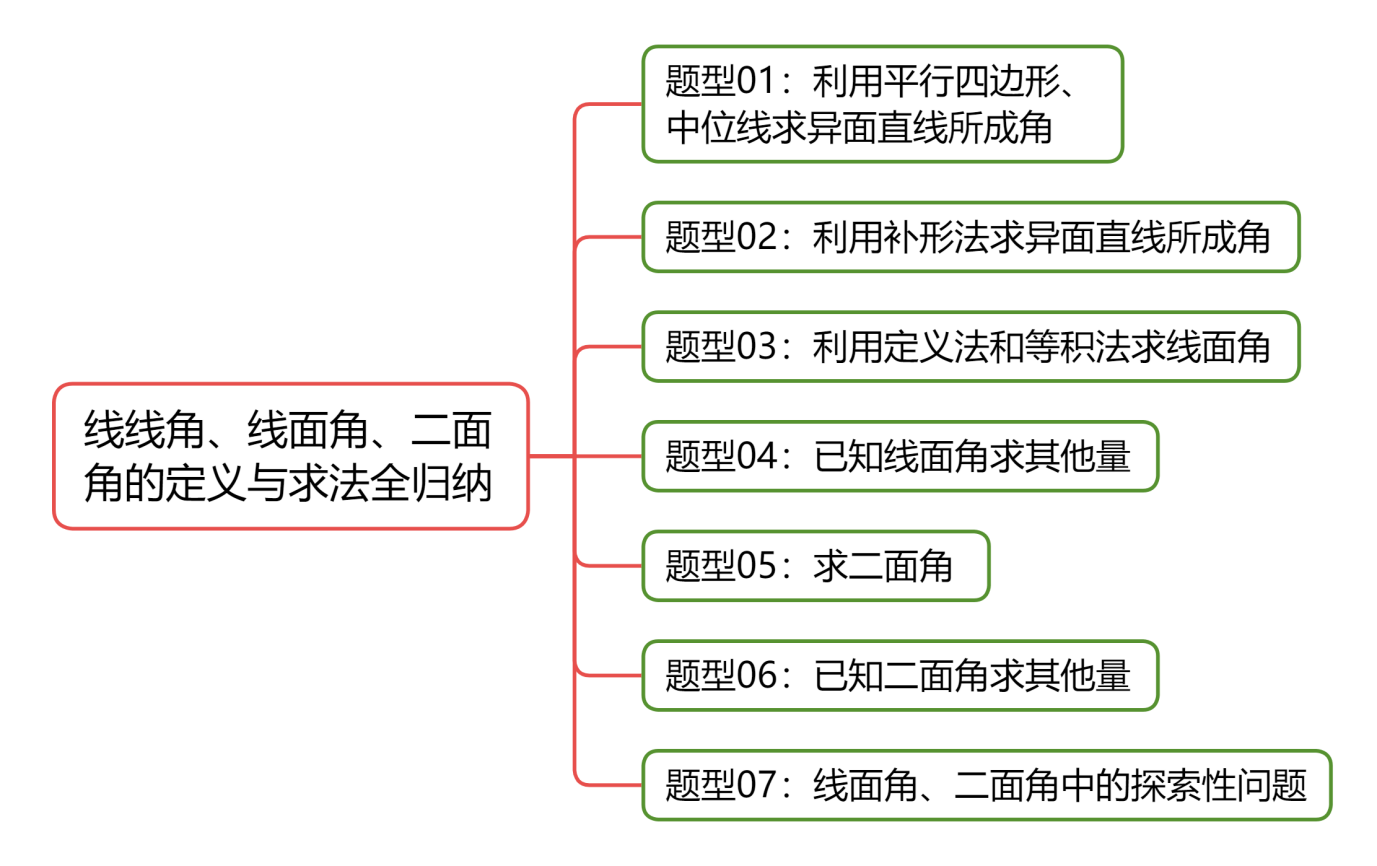 题型01：利用平行四边形、
中位线求异面直线所成角
题型02：利用补形法求异面直线所成角
题型03：利用定义法和等积法求线面角
线线角、线面角、二面
角的定义与求法全归纳
题型04：已知线面角求其他量
题型05：求二面角
题型06：已知二面角求其他量
题型07：线面角、二面角中的探索性问题